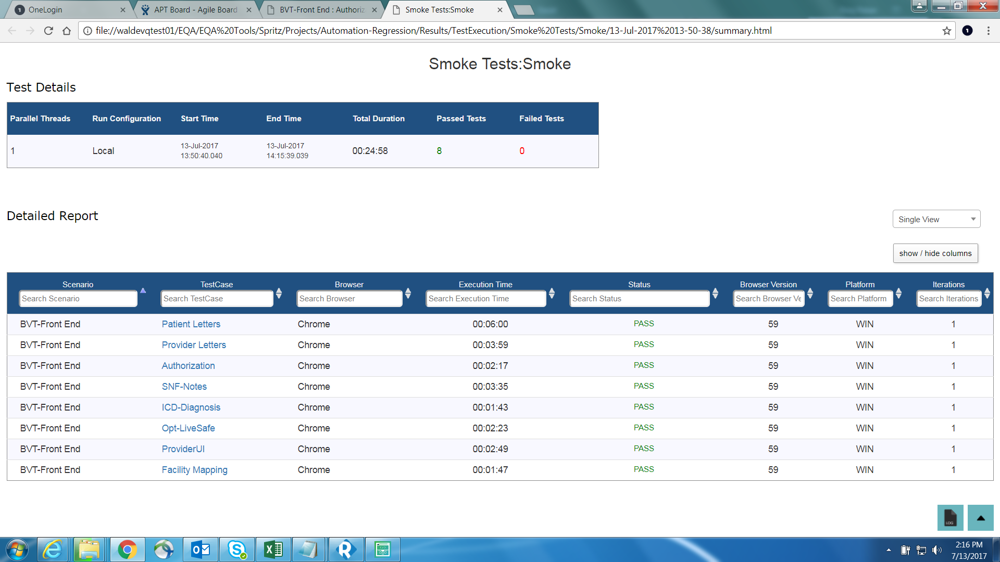 OneLogin
APT Board - Agile Board
BVT-Front End : Authoriz
Smoke Tests:Smoke
file://waldevqtest01/EQA/EQA%20Tools/Spritz/Projects/Automation-Regression/Results/TestExecution/Smoke%20Tests/Smoke/13-Jul-2017%2013-50-38/summary.html
Smoke Tests:Smoke
Test Details
Parallel Threads Run Configuration Start Time End Time Total Duration Passed Tests Failed Tests
1 Local 13-Jul-2017 13:50:40.040 13-Jul-2017 14:15:39.039 00:24:58 8 0
Detailed Report
Single View
show / hide columns
Scenario TestCase Browser Execution Time Status Browser Version Platform Iterations
Search Scenario Search TestCase Search Browser Search Execution Time Search Status Search Browser Ve Search Platform Search Iterations
BVT-Front End Patient Letters Chrome 00:06:00 PASS 59 WIN 1
BVT-Front End Provider Letters Chrome 00:03:59 PASS 59 WIN 1
BVT-Front End Authorization Chrome 00:02:17 PASS 59 WIN 1
BVT-Front End SNF-Notes Chrome 00:03:35 PASS 59 WIN 1
BVT-Front End ICD-Diagnosis Chrome 00:01:43 PASS 59 WIN 1
BVT-Front End Opt-LiveSafe Chrome 00:02:23 PASS 59 WIN 1
BVT-Front End ProviderUI Chrome 00:02:49 PASS 59 WIN 1
BVT-Front End Facility Mapping Chrome 00:01:47 PASS 59 WIN 1
LOG
2:16 PM
7/13/2017